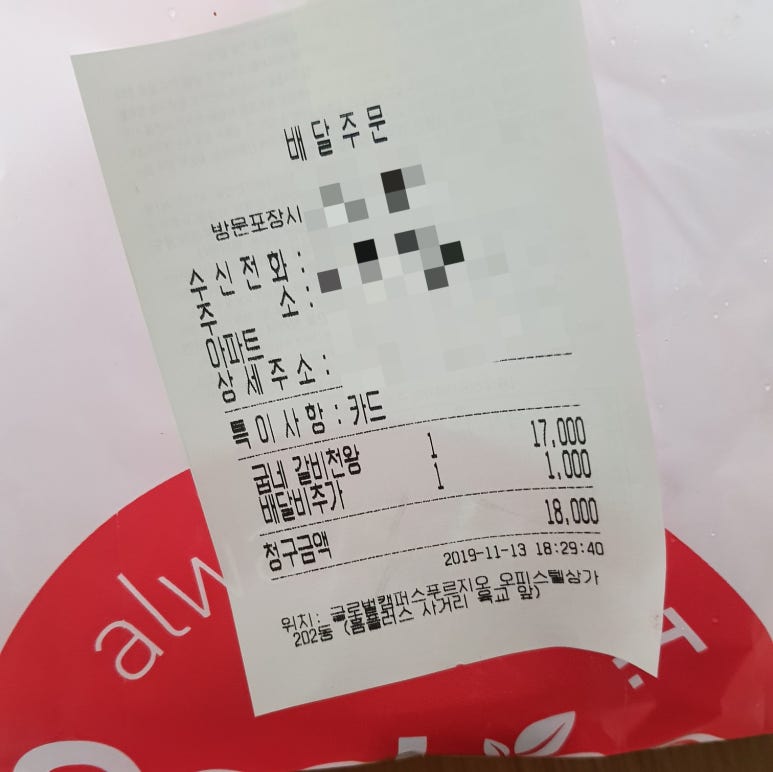 배달주문
방문포장시
수신전화:
주 소:
아파트
상세주소:
특이사항:카드
굽네 갈비천왕 1 17,000
배달비추가 1 1,000
청구금액 18,000
2019-11-13 18:29:40
위치: 글로벌캠퍼스푸르지오 오피스텔상가
202동 (홈플러스 사거리 육교 앞)
alw